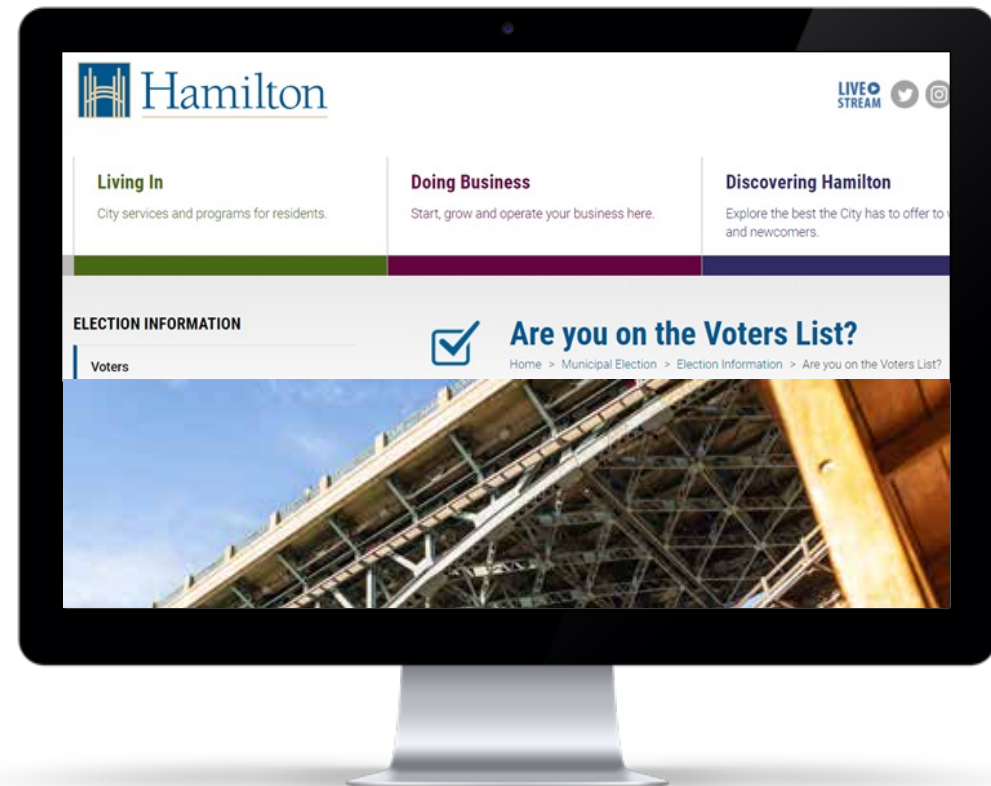 Hamilton
LIVE
STREAM
Living In
City services and programs for residents.
Doing Business
Start, grow and operate your business here.
Discovering Hamilton
Explore the best the City has to offer to
and newcomers.
ELECTION INFORMATION
Voters
Are you on the Voters List?
Home > Municipal Election > Election Information > Are you on the Voters List?